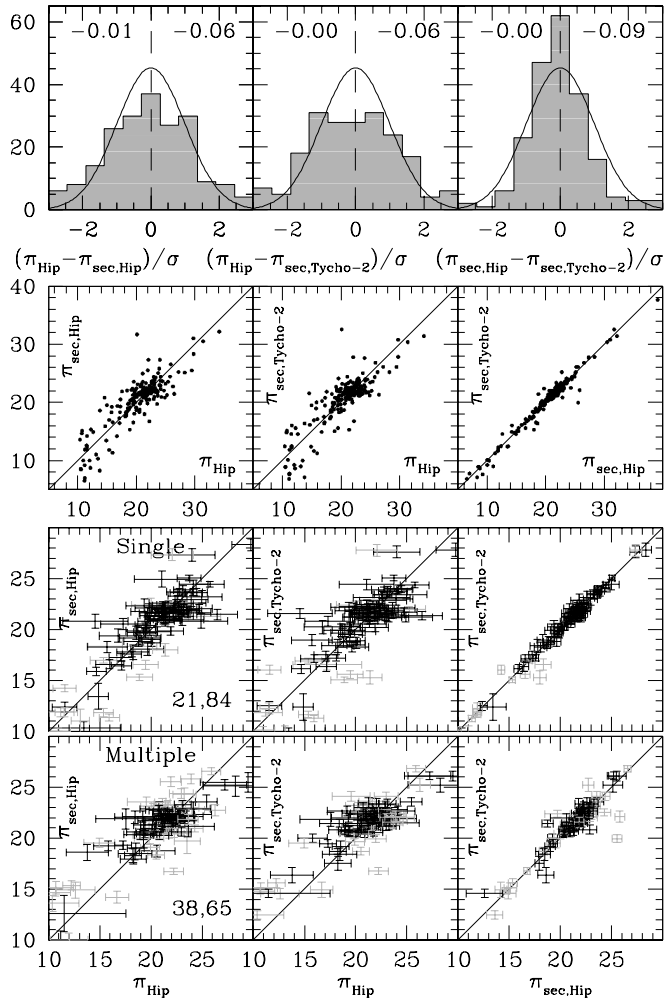 −0.01 −0.06 −0.00 −0.06 −0.00 −0.09
60
40
20
0
−2 0 2 −2 0 2 −2 0 2
(π_Hip−π_sec,Hip)/σ (π_Hip−π_sec,Tycho−2)/σ (π_sec,Hip−π_sec,Tycho−2)/σ
40
30
20
10
π_sec,Hip π_sec,Tycho−2 π_sec,Tycho−2
π_Hip π_Hip π_sec,Hip
10 20 30 10 20 30 10 20 30
Single
25
20
15
10
π_sec,Hip π_sec,Tycho−2 π_sec,Tycho−2
21,84
Multiple
25
20
15
10
π_sec,Hip π_sec,Tycho−2 π_sec,Tycho−2
38,65
10 15 20 25 10 15 20 25 10 15 20 25 30
π_Hip π_Hip π_sec,Hip